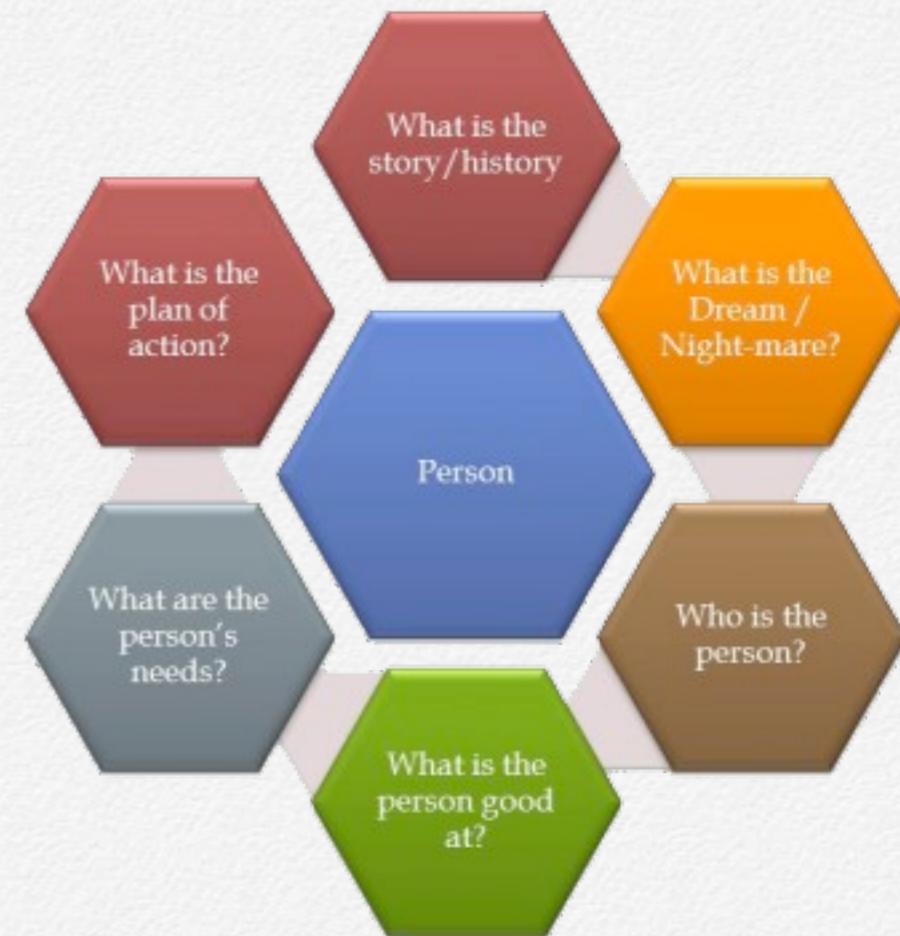 What is the
story/history
What is the
Dream /
Night-mare?
Who is the
person?
What is the
person good
at?
What are the
person's
needs?
What is the
plan of
action?
Person